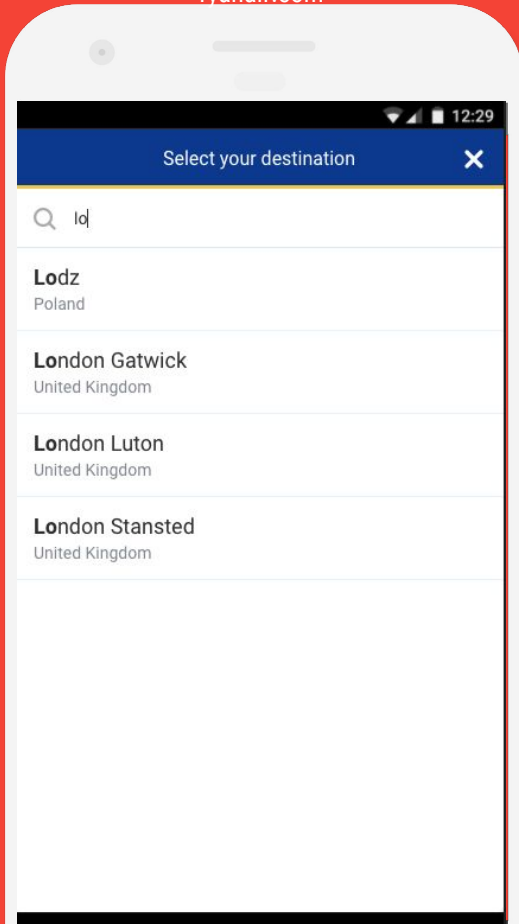 12:29
Select your destination
lo
Lodz
Poland
London Gatwick
United Kingdom
London Luton
United Kingdom
London Stansted
United Kingdom